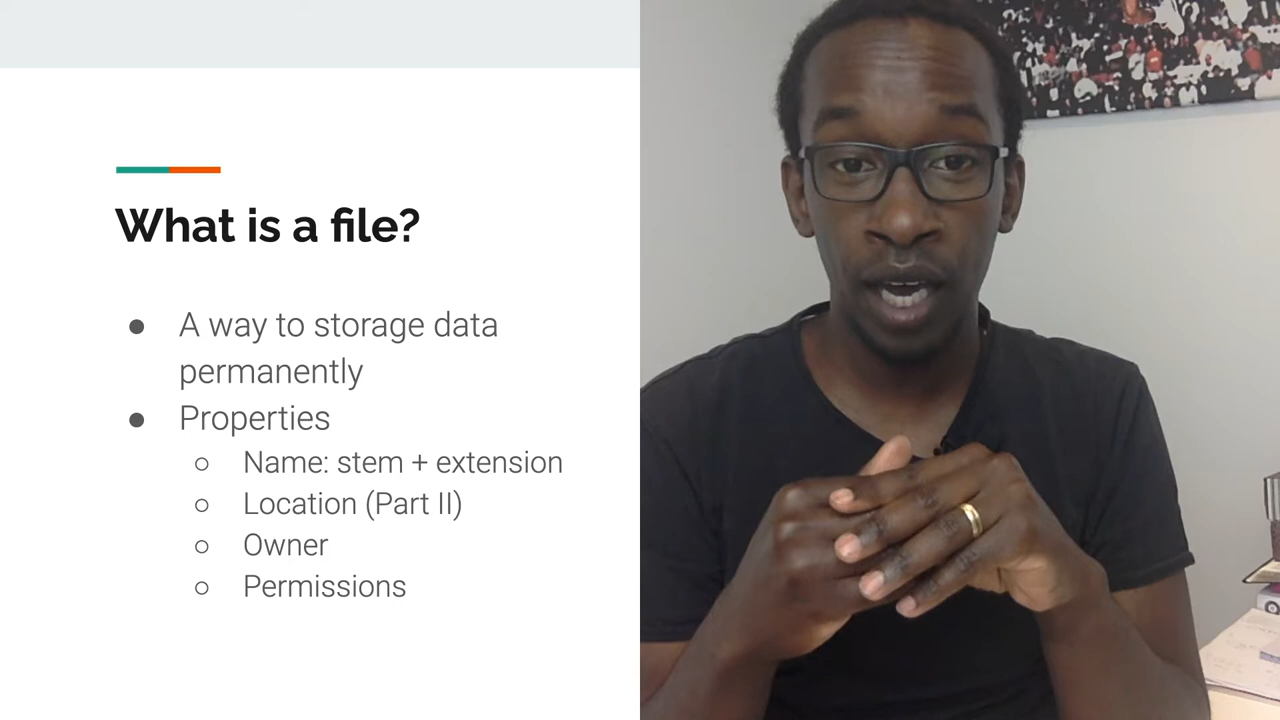 What is a file?
● A way to storage data
permanently
● Properties
○ Name: stem + extension
○ Location (Part II)
○ Owner
○ Permissions